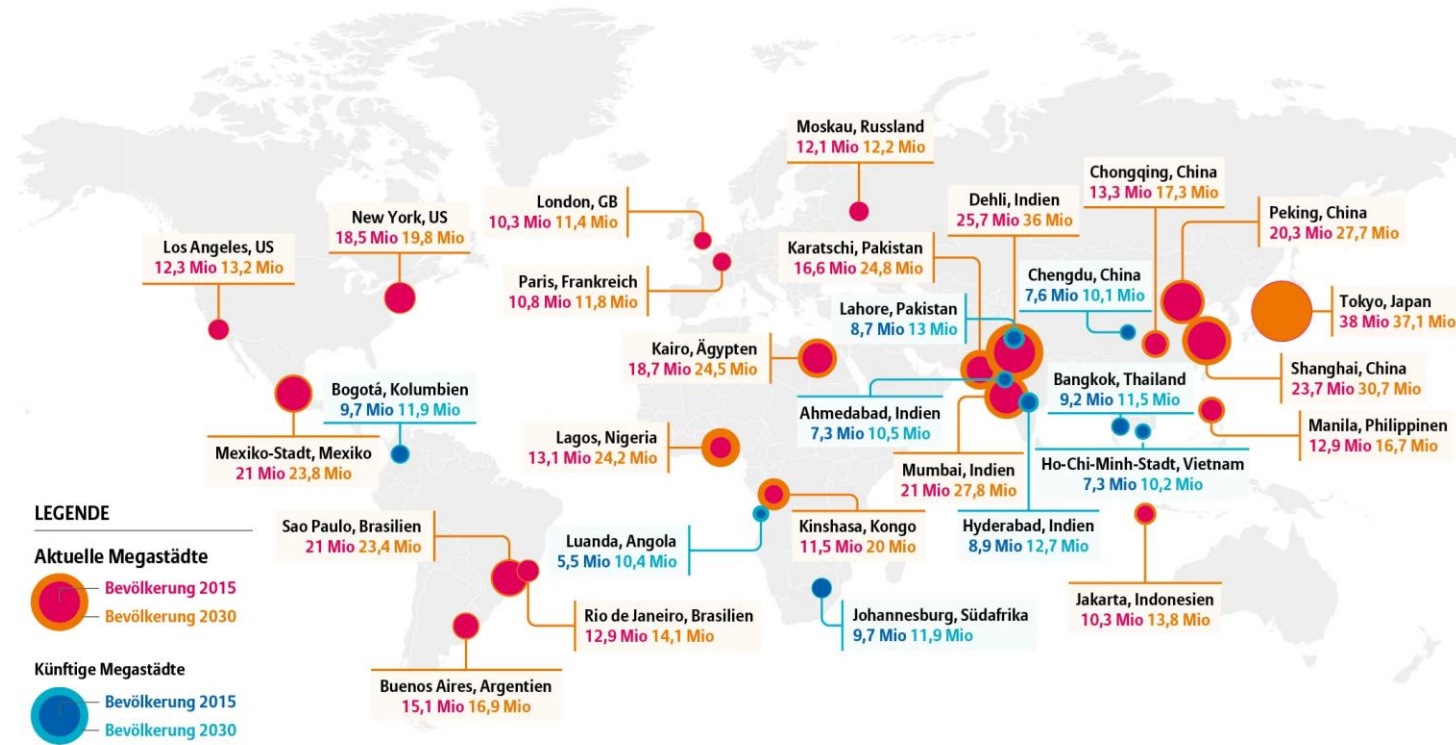 Moskau, Russland
12,1 Mio 12,2 Mio
Chongqing, China
13,3 Mio 17,3 Mio
London, GB
10,3 Mio 11,4 Mio
Dehli, Indien
25,7 Mio 36 Mio
New York, US
18,5 Mio 19,8 Mio
Peking, China
20,3 Mio 27,7 Mio
Los Angeles, US
12,3 Mio 13,2 Mio
Karatschi, Pakistan
16,6 Mio 24,8 Mio
Paris, Frankreich
10,8 Mio 11,8 Mio
Chengdu, China
7,6 Mio 10,1 Mio
Lahore, Pakistan
8,7 Mio 13 Mio
Tokyo, Japan
38 Mio 37,1 Mio
Kairo, Ägypten
18,7 Mio 24,5 Mio
Shanghai, China
23,7 Mio 30,7 Mio
Bogotá, Kolumbien
9,7 Mio 11,9 Mio
Bangkok, Thailand
9,2 Mio 11,5 Mio
Ahmedabad, Indien
7,3 Mio 10,5 Mio
Manila, Philippinen
12,9 Mio 16,7 Mio
Lagos, Nigeria
13,1 Mio 24,2 Mio
Mexiko-Stadt, Mexiko
21 Mio 23,8 Mio
Mumbai, Indien
21 Mio 27,8 Mio
Ho-Chi-Minh-Stadt, Vietnam
7,3 Mio 10,2 Mio
Sao Paulo, Brasilien
21 Mio 23,4 Mio
Luanda, Angola
5,5 Mio 10,4 Mio
Kinshasa, Kongo
11,5 Mio 20 Mio
Hyderabad, Indien
8,9 Mio 12,7 Mio
Jakarta, Indonesien
10,3 Mio 13,8 Mio
Rio de Janeiro, Brasilien
12,9 Mio 14,1 Mio
Johannesburg, Südafrika
9,7 Mio 11,9 Mio
Buenos Aires, Argentien
15,1 Mio 16,9 Mio
LEGENDE
Aktuelle Megastädte
Bevölkerung 2015
Bevölkerung 2030
Künftige Megastädte
Bevölkerung 2015
Bevölkerung 2030